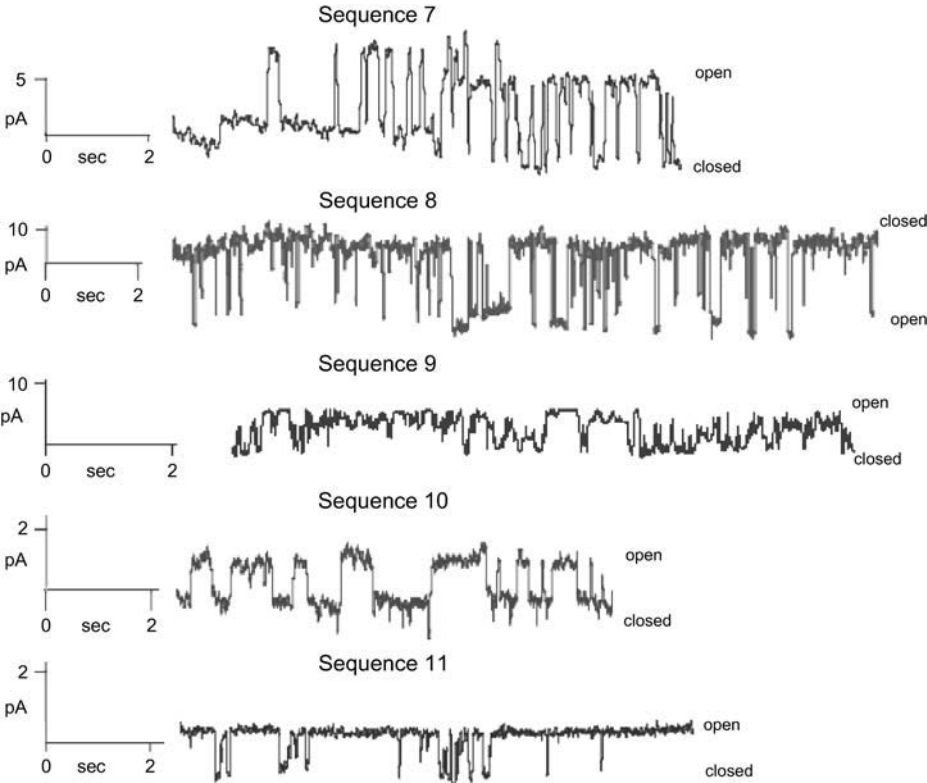 Sequence 7
5
pA
0 sec 2
open
closed
Sequence 8
10
pA
0 sec 2
closed
open
Sequence 9
10
pA
0 sec 2
open
closed
Sequence 10
2
pA
0 sec 2
open
closed
Sequence 11
2
pA
0 sec 2
open
closed